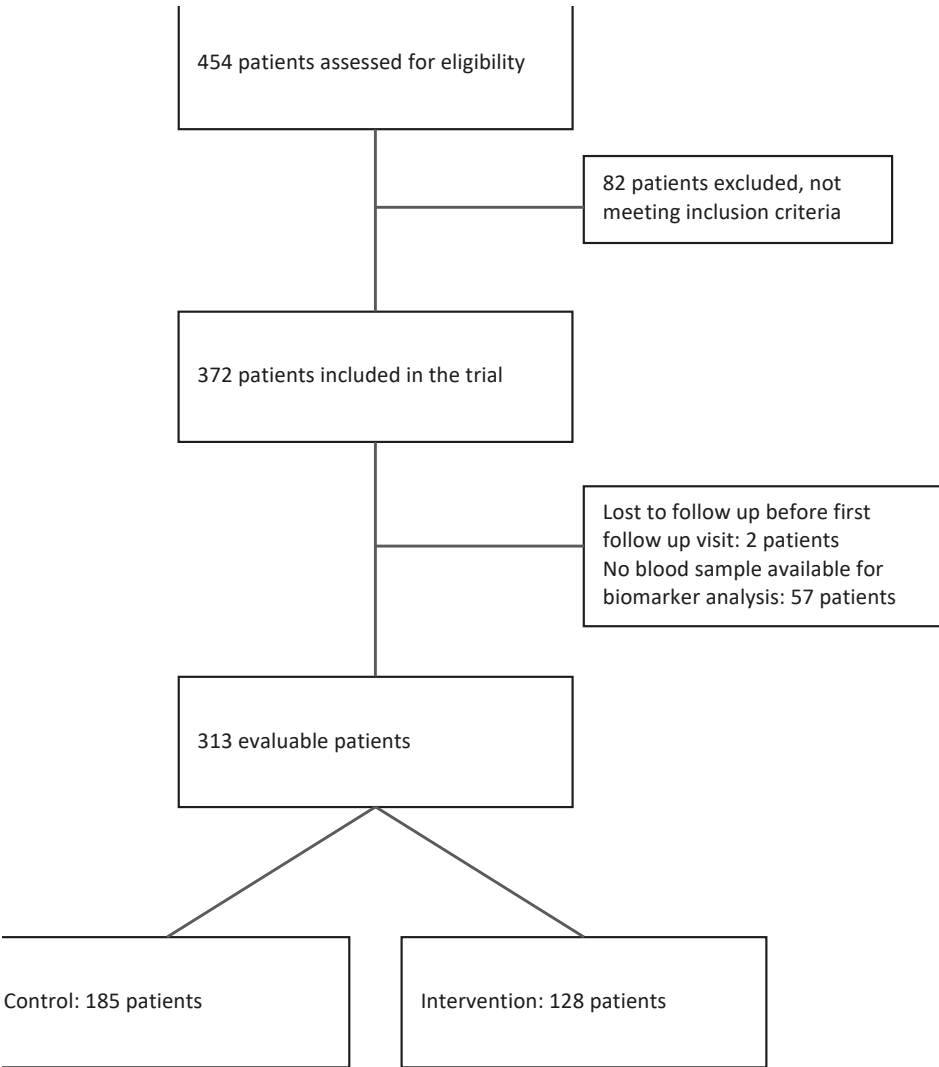 454 patients assessed for eligibility
82 patients excluded, not
meeting inclusion criteria
372 patients included in the trial
Lost to follow up before first
follow up visit: 2 patients
No blood sample available for
biomarker analysis: 57 patients
313 evaluable patients
Control: 185 patients
Intervention: 128 patients